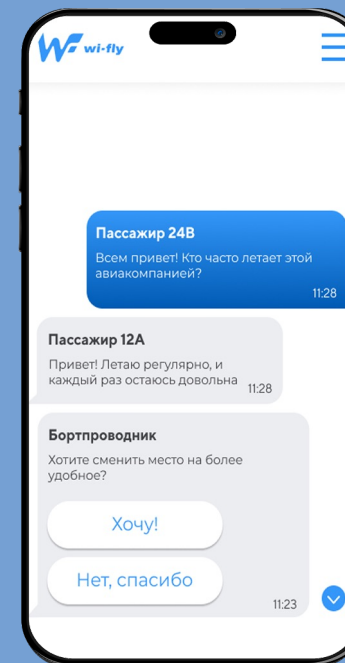 wi-fly
Пассажир 24В
Всем привет! Кто часто летает этой
авиакомпанией?
11:28
Пассажир 12А
Привет! Летаю регулярно, и
каждый раз остаюсь довольна
11:28
Бортпроводник
Хотите сменить место на более
удобное?
Хочу!
Нет, спасибо
11:23